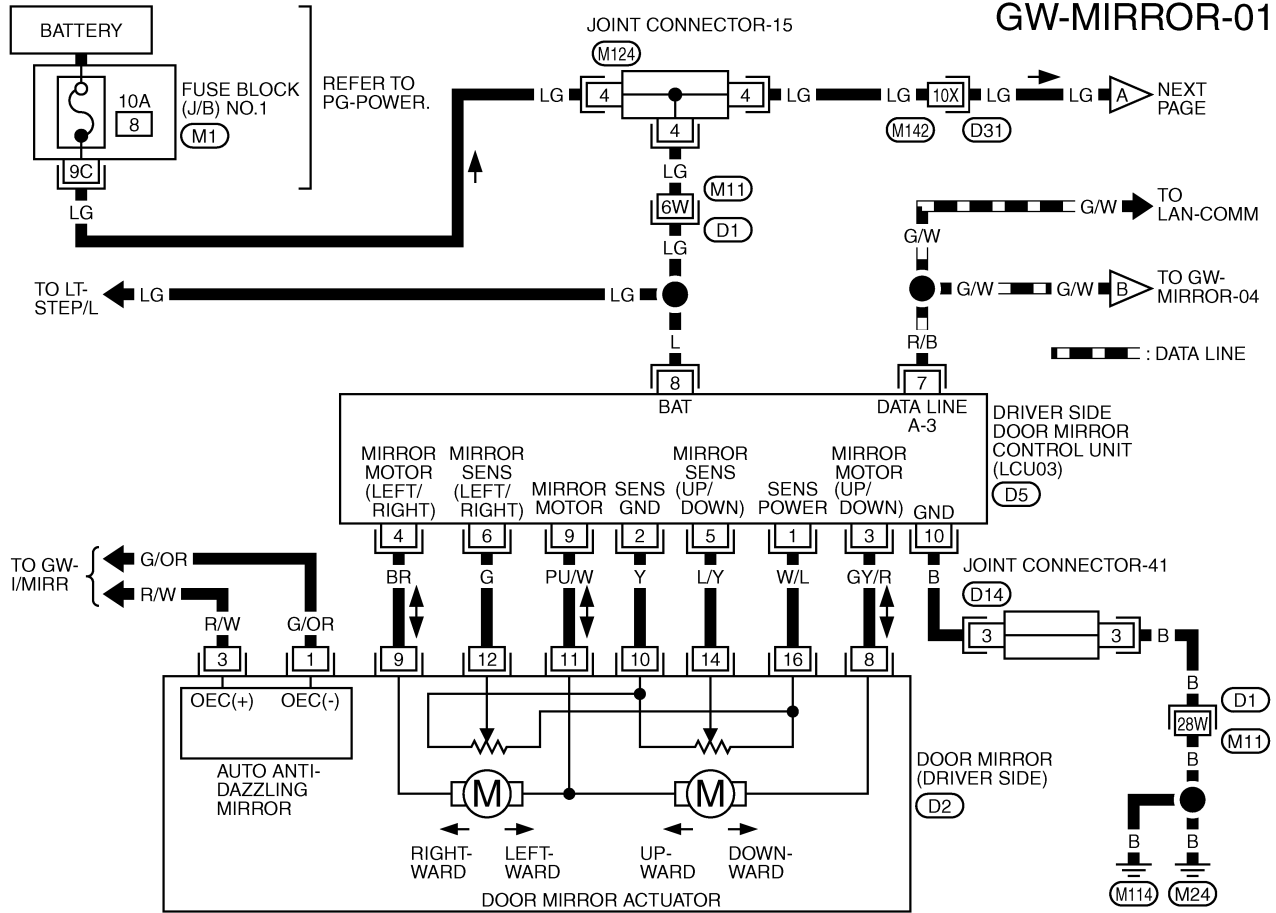 GW-MIRROR-01
BATTERY
10A
8
FUSE BLOCK
(J/B) NO.1
M1
9C
LG
REFER TO
PG-POWER.
JOINT CONNECTOR-15
M124
LG
4
4
LG
LG
10X
LG
LG
A
NEXT
PAGE
M142
D31
4
LG
6W
M11
D1
LG
TO LT-
STEP/L
LG
LG
L
TO
LAN-COMM
G/W
G/W
G/W
G/W
B
TO GW-
MIRROR-04
R/B
: DATA LINE
8
BAT
7
DATA LINE
A-3
DRIVER SIDE
DOOR MIRROR
CONTROL UNIT
(LCU03)
D5
MIRROR
MOTOR
(LEFT/
RIGHT)
MIRROR
SENS
(LEFT/
RIGHT)
MIRROR
MOTOR
SENS
GND
MIRROR
SENS
(UP/
DOWN)
SENS
POWER
MIRROR
MOTOR
(UP/
DOWN)
GND
4
6
9
2
5
1
3
10
BR
G
PU/W
Y
L/Y
W/L
GY/R
B
TO GW-
I/MIRR
G/OR
R/W
R/W
G/OR
3
1
9
12
11
10
14
16
8
JOINT CONNECTOR-41
D14
3
3
B
B
28W
D1
M11
B
B
B
M114
M24
OEC(+)
OEC(-)
AUTO ANTI-
DAZZLING
MIRROR
M
M
RIGHT-
WARD
LEFT-
WARD
UP-
WARD
DOWN-
WARD
DOOR MIRROR ACTUATOR
DOOR MIRROR
(DRIVER SIDE)
D2